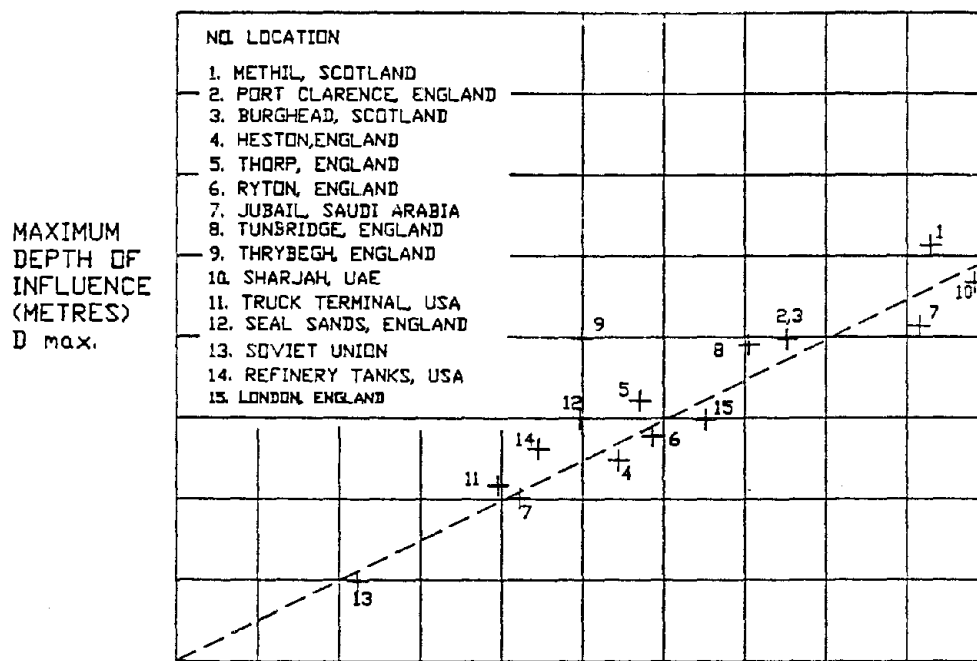 NO. LOCATION
1. METHIL, SCOTLAND
2. PORT CLARENCE, ENGLAND
3. BURGHEAD, SCOTLAND
4. HESTON,ENGLAND
5. THORP, ENGLAND
6. RYTON, ENGLAND
7. JUBAIL, SAUDI ARABIA
8. TUNBRIDGE, ENGLAND
9. THRYBEGH, ENGLAND
10. SHARJAH, UAE
11. TRUCK TERMINAL, USA
12. SEAL SANDS, ENGLAND
13. SOVIET UNION
14. REFINERY TANKS, USA
15. LONDON, ENGLAND
MAXIMUM
DEPTH OF
INFLUENCE
(METRES)
D max.
1
10
7
2,3
8
9
5
12
15
6
14
4
11
7
13